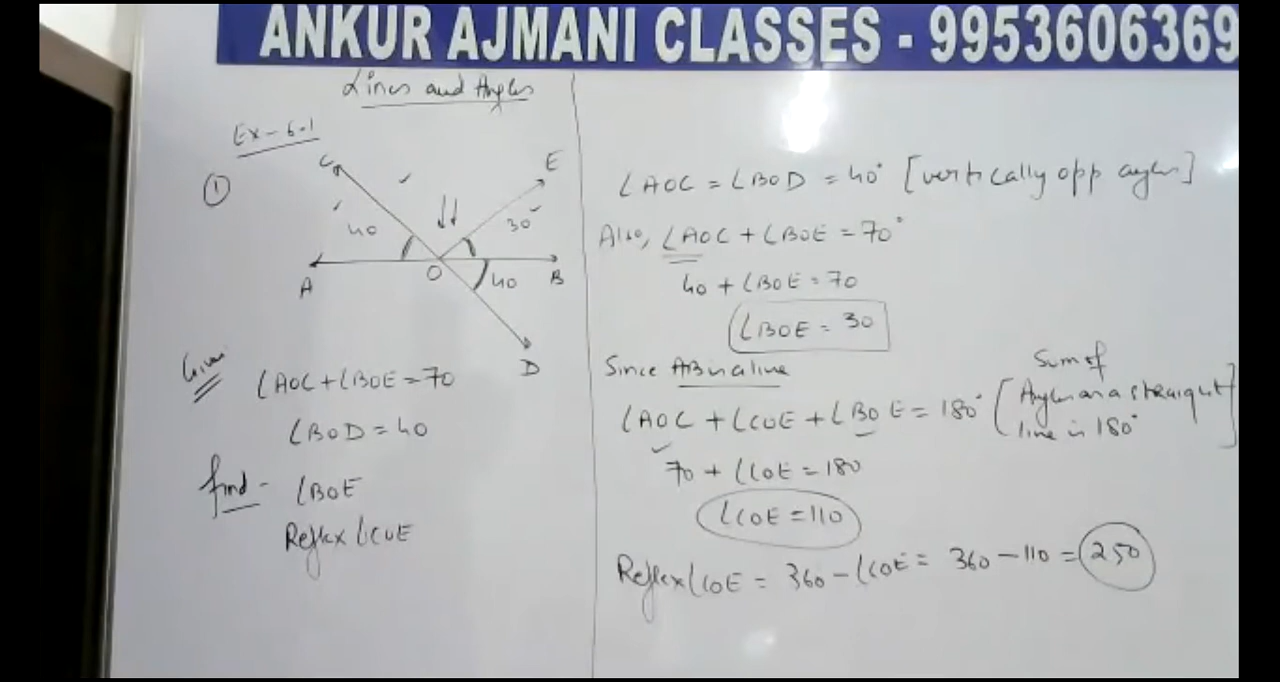 ANKUR AJMANI CLASSES - 9953606369
Lines and Angles
Ex-6.1
①
C
E
40
30
A
O
40
B
D
Given
∠AOC + ∠BOE = 70
∠BOD = 40
find - ∠BOE
Reflex ∠COE
∠AOC = ∠BOD = 40° [vertically opp angles]
Also, ∠AOC + ∠BOE = 70°
40 + ∠BOE = 70
∠BOE = 30
Since AB is a line
∠AOC + ∠COE + ∠BOE = 180° [Sum of
Angles on a straight
line is 180°]
70 + ∠COE = 180
∠COE = 110
Reflex ∠COE = 360 - ∠COE = 360 - 110 = 250